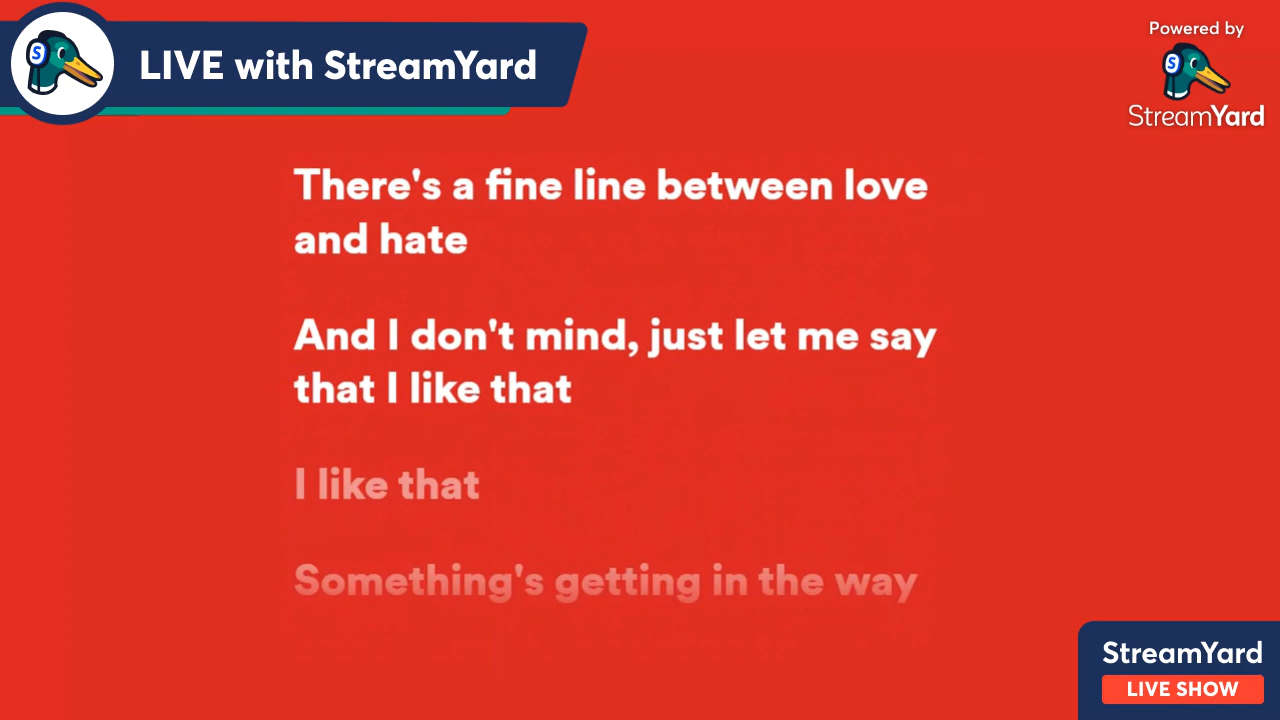 S
LIVE with StreamYard
Powered by
S
StreamYard
There's a fine line between love
and hate
And I don't mind, just let me say
that I like that
I like that
Something's getting in the way
StreamYard
LIVE SHOW